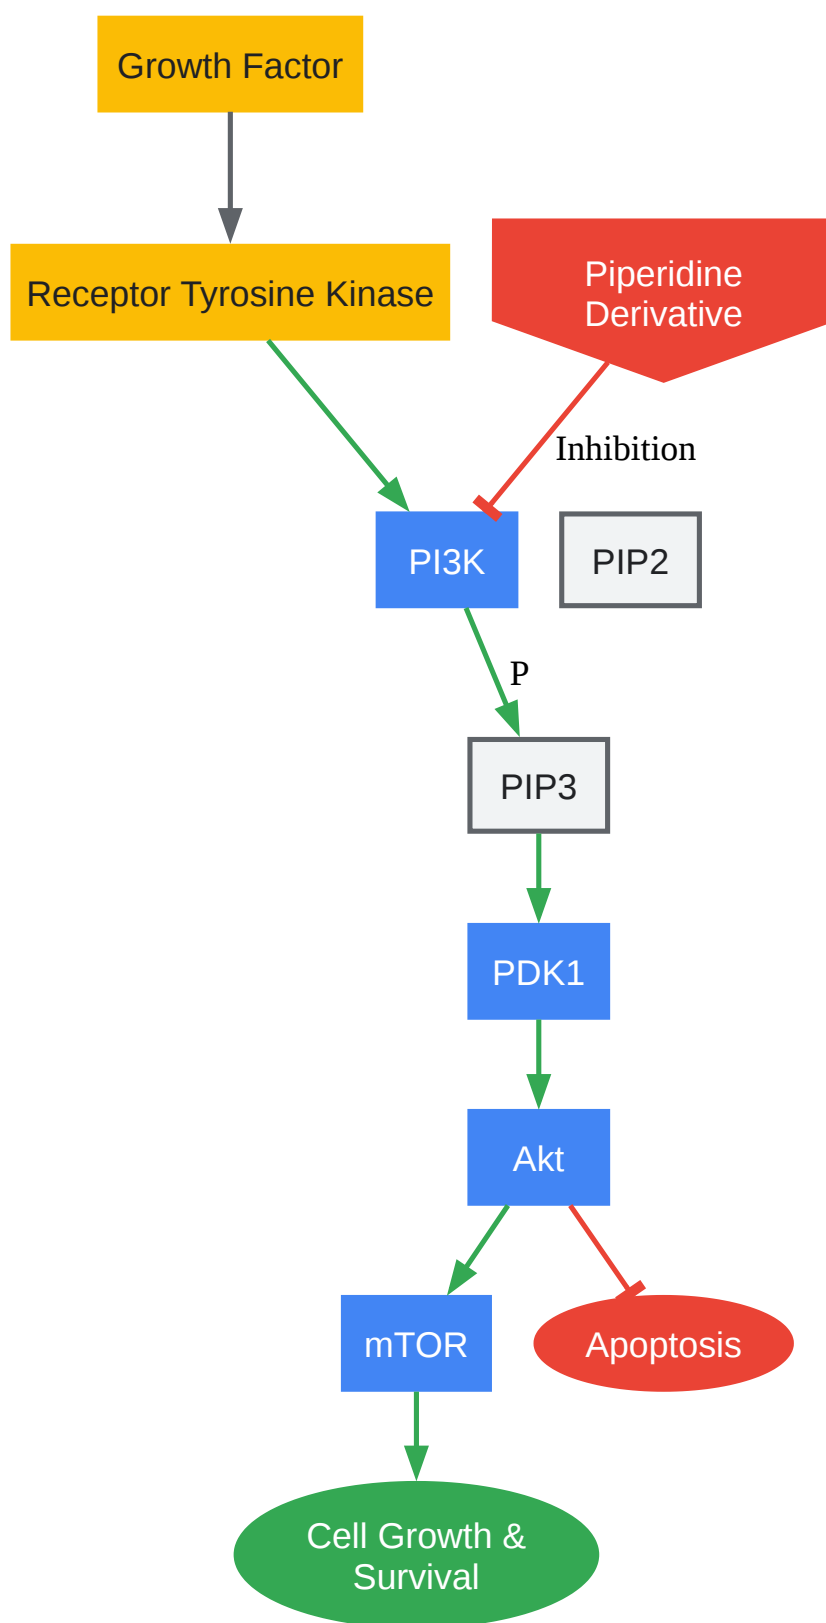 Growth Factor
Receptor Tyrosine Kinase
Piperidine
Derivative
Inhibition
PI3K
PIP2
P
PIP3
PDK1
Akt
mTOR
Apoptosis
Cell Growth &
Survival